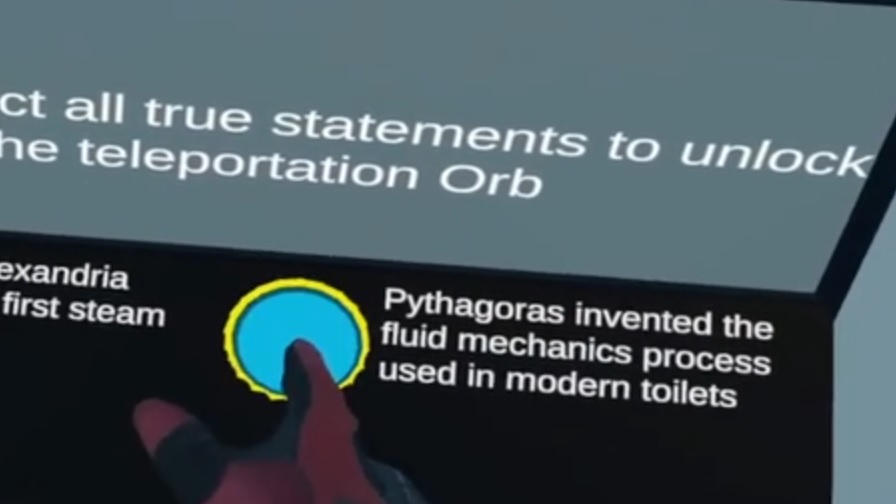 ct all true statements to unlock
he teleportation Orb
exandria
first steam
Pythagoras invented the
fluid mechanics process
used in modern toilets